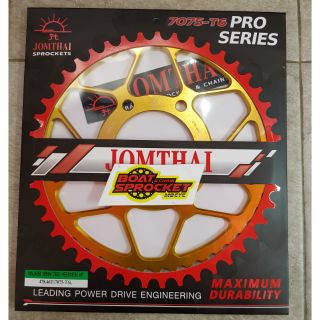 7075-T6 PRO
SERIES
JOMTHAI
SPROCKETS
JOMTHAI
& CHAIN
JOMTHAI
BOAT
SPROCKET
LEADING POWER DRIVE ENGINEERING
MAXIMUM
DURABILITY